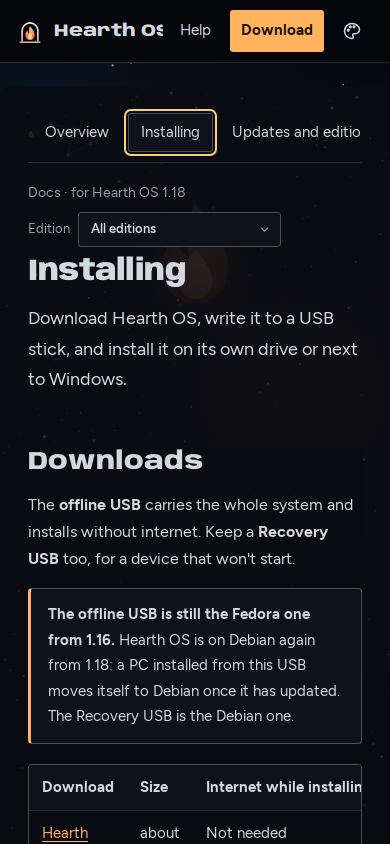 Hearth OS Help Download
Overview Installing Updates and editio
Docs · for Hearth OS 1.18
Edition All editions
Installing
Download Hearth OS, write it to a USB
stick, and install it on its own drive or next
to Windows.
Downloads
The offline USB carries the whole system and
installs without internet. Keep a Recovery
USB too, for a device that won't start.
The offline USB is still the Fedora one
from 1.16. Hearth OS is on Debian again
from 1.18: a PC installed from this USB
moves itself to Debian once it has updated.
The Recovery USB is the Debian one.
Download Size Internet while installin
Hearth about Not needed